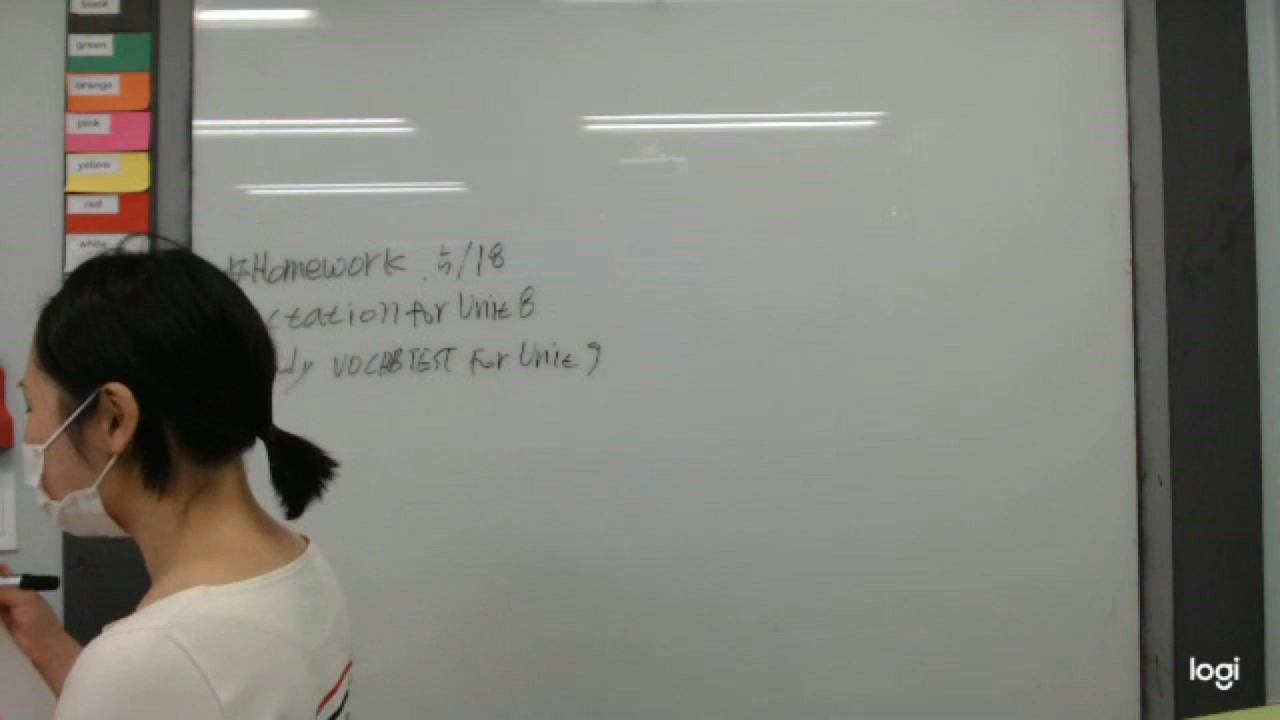 black
green
orange
pink
yellow
red
white
#Homework 5/18
ctation for Unit 8
dy VOCAB TEST for Unit 9
logi